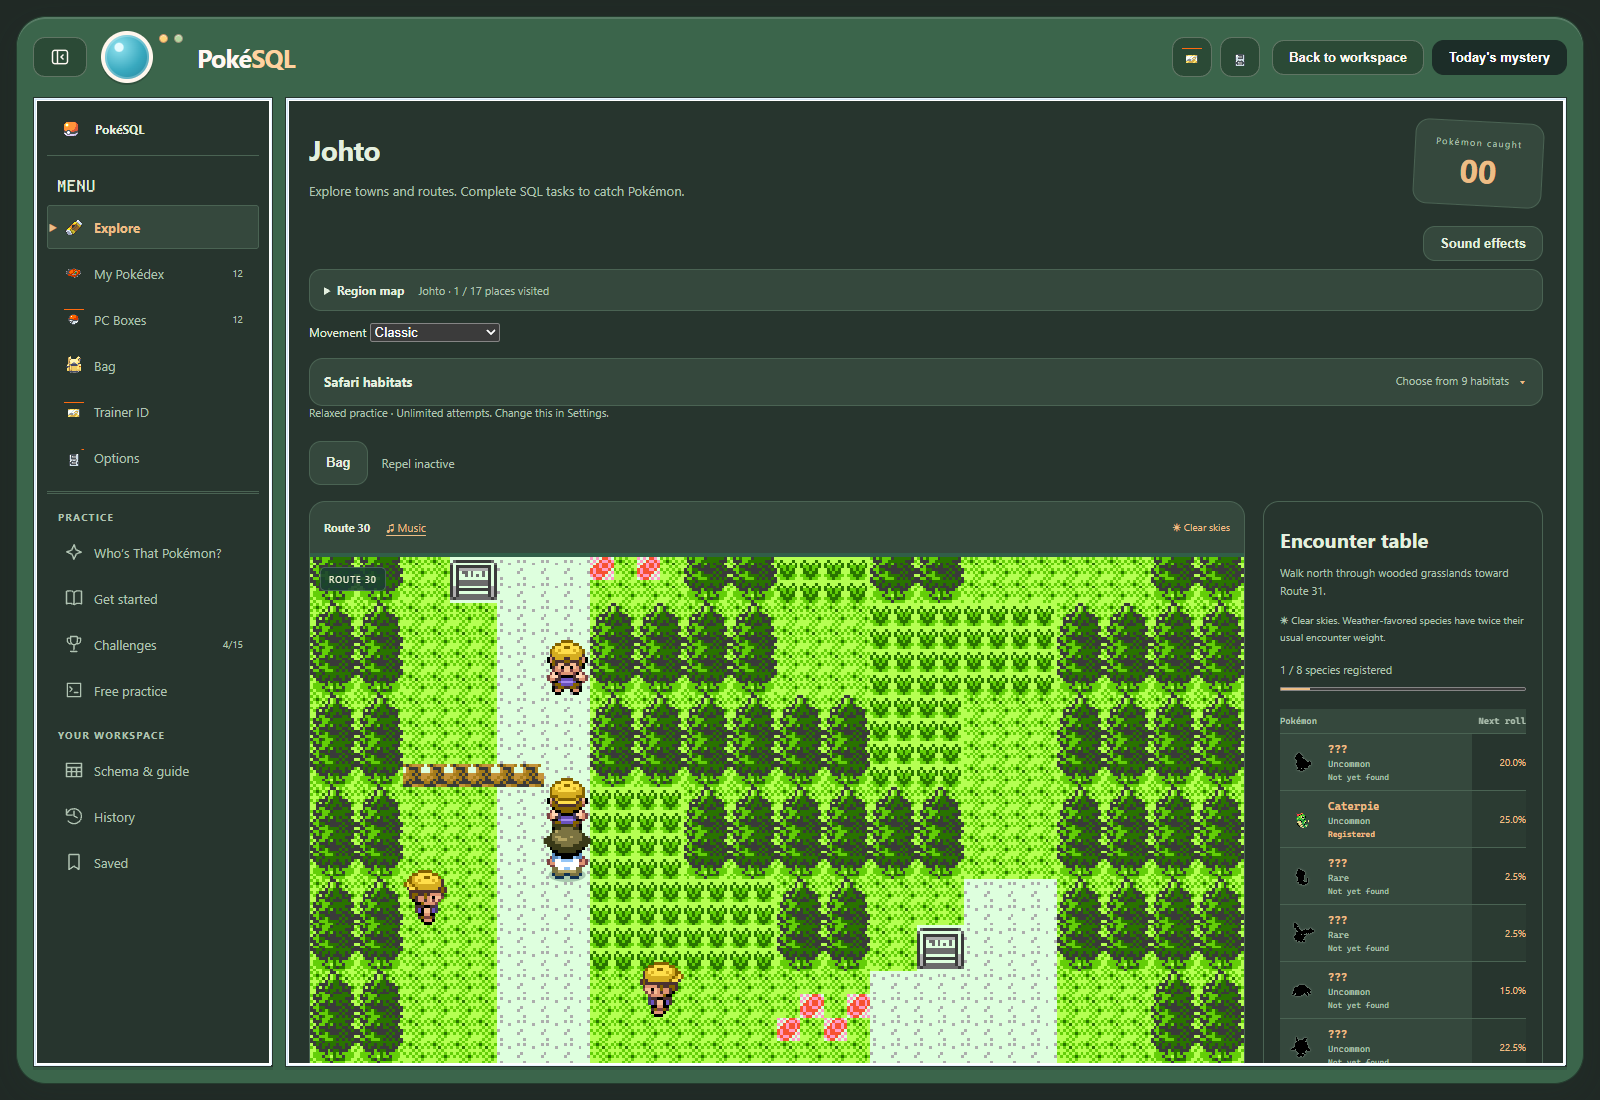 PokéSQL
Back to workspace
Today's mystery
PokéSQL
MENU
Explore
My Pokédex 12
PC Boxes 12
Bag
Trainer ID
Options
PRACTICE
Who's That Pokémon?
Get started
Challenges 4/15
Free practice
YOUR WORKSPACE
Schema & guide
History
Saved
Johto
Explore towns and routes. Complete SQL tasks to catch Pokémon.
Pokémon caught
00
Sound effects
Region map Johto · 1 / 17 places visited
Movement Classic
Safari habitats Choose from 9 habitats
Relaxed practice · Unlimited attempts. Change this in Settings.
Bag Repel inactive
Route 30 ♫ Music ☀ Clear skies
ROUTE 30
Encounter table
Walk north through wooded grasslands toward
Route 31.
☀ Clear skies. Weather-favored species have twice their
usual encounter weight.
1 / 8 species registered
Pokémon Next roll
???
Uncommon 20.0%
Not yet found
Caterpie
Uncommon 25.0%
Registered
???
Rare 2.5%
Not yet found
???
Rare 2.5%
Not yet found
???
Uncommon 15.0%
Not yet found
???
Uncommon 22.5%
Not yet found